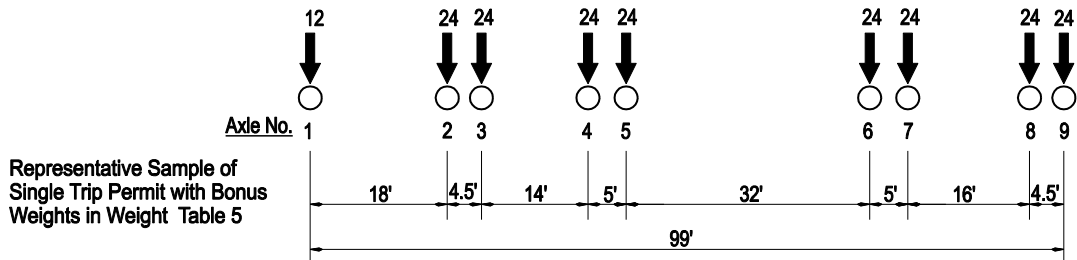 12 24 24 24 24 24 24 24 24
Axle No. 1 2 3 4 5 6 7 8 9
Representative Sample of
Single Trip Permit with Bonus
Weights in Weight Table 5
18' 4.5' 14' 5' 32' 5' 16' 4.5'
99'